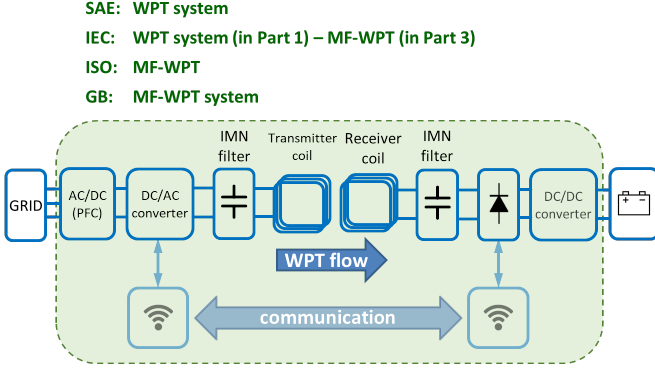 SAE: WPT system
IEC: WPT system (in Part 1) – MF-WPT (in Part 3)
ISO: MF-WPT
GB: MF-WPT system
IMN
filter
Transmitter
coil
Receiver
coil
IMN
filter
GRID
AC/DC
(PFC)
DC/AC
converter
DC/DC
converter
WPT flow
communication